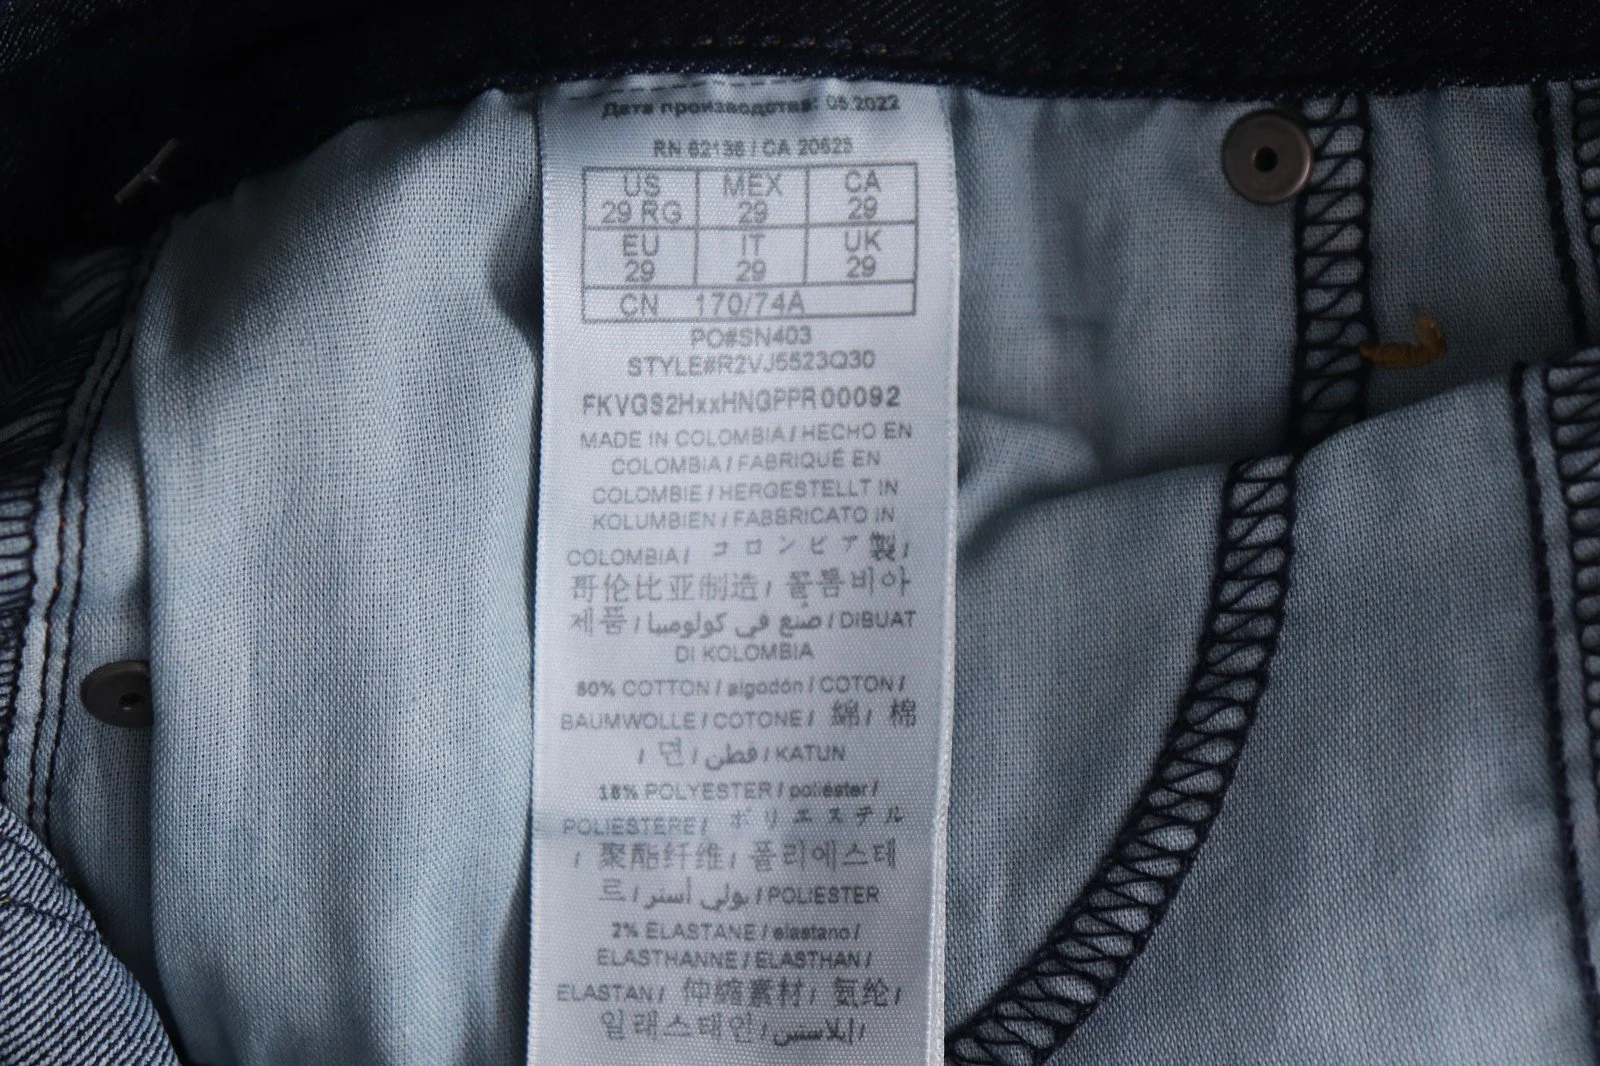 Дата производства: 05.2022
RN 62136 / CA 20625
US MEX CA
29 RG 29 29
EU IT UK
29 29 29
CN 170/74A
PO#SN403
STYLE#R2VJ5523Q30
FKVGS2HxxHNGPPR00092
MADE IN COLOMBIA / HECHO EN
COLOMBIA / FABRIQUÉ EN
COLOMBIE / HERGESTELLT IN
KOLUMBIEN / FABBRICATO IN
COLOMBIA / コロンビア製 /
哥伦比亚制造 / 콜롬비아
제품 / صنع في كولومبيا / DIBUAT
DI KOLOMBIA
80% COTTON / algodón / COTON /
BAUMWOLLE / COTONE / 綿 / 棉
/ 면 / قطن / KATUN
18% POLYESTER / poliéster /
POLIESTERE / ポリエステル
/ 聚酯纤维 / 폴리에스테
르 / بولي أستر / POLIESTER
2% ELASTANE / elastano /
ELASTHANNE / ELASTHAN /
ELASTAN / 伸縮素材 / 氨纶 /
일래스태인 / إيلاستين /